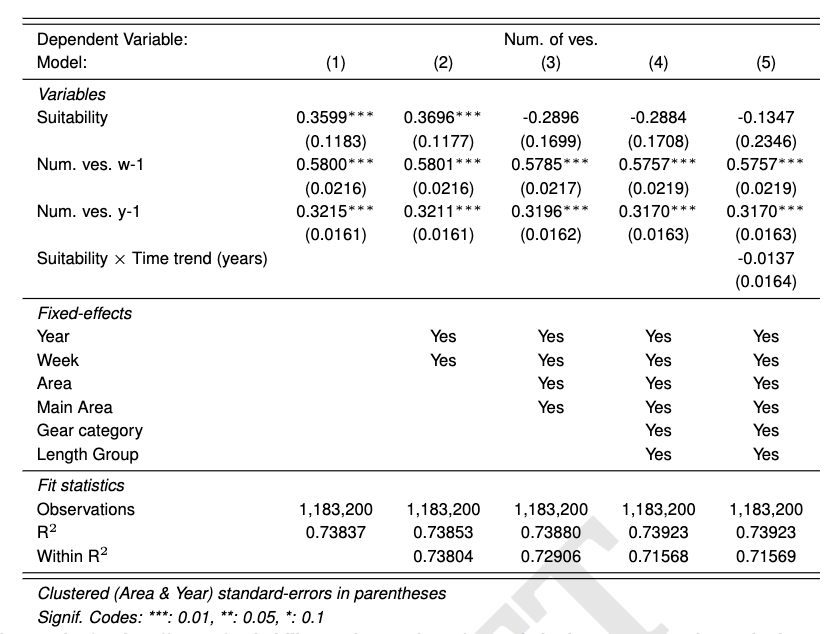 Dependent Variable: Num. of ves.
Model: (1) (2) (3) (4) (5)
Variables
Suitability 0.3599*** 0.3696*** -0.2896 -0.2884 -0.1347
(0.1183) (0.1177) (0.1699) (0.1708) (0.2346)
Num. ves. w-1 0.5800*** 0.5801*** 0.5785*** 0.5757*** 0.5757***
(0.0216) (0.0216) (0.0217) (0.0219) (0.0219)
Num. ves. y-1 0.3215*** 0.3211*** 0.3196*** 0.3170*** 0.3170***
(0.0161) (0.0161) (0.0162) (0.0163) (0.0163)
Suitability × Time trend (years) -0.0137
(0.0164)
Fixed-effects
Year Yes Yes Yes Yes
Week Yes Yes Yes Yes
Area Yes Yes Yes
Main Area Yes Yes Yes
Gear category Yes Yes
Length Group Yes Yes
Fit statistics
Observations 1,183,200 1,183,200 1,183,200 1,183,200 1,183,200
R² 0.73837 0.73853 0.73880 0.73923 0.73923
Within R² 0.73804 0.72906 0.71568 0.71569
Clustered (Area & Year) standard-errors in parentheses
Signif. Codes: ***: 0.01, **: 0.05, *: 0.1